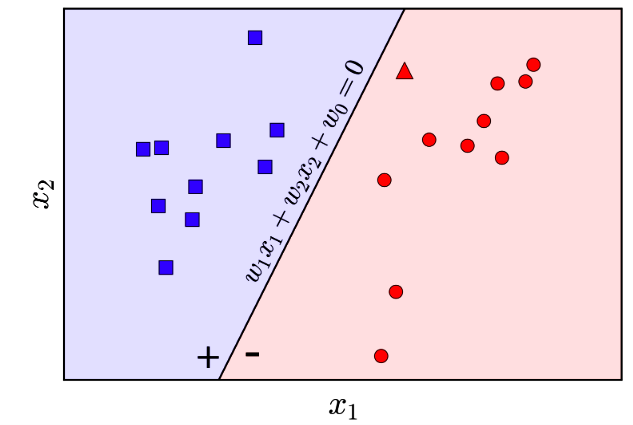 x₂
w₁x₁ + w₂x₂ + w₀ = 0
+ -
x₁